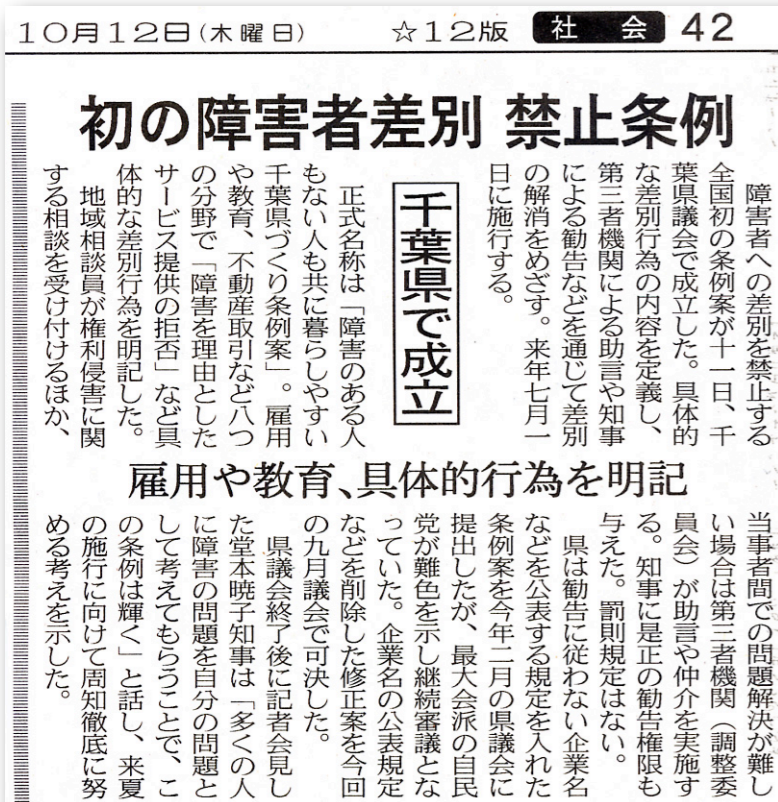 10月12日(木曜日)
☆12版
社会
42
初の障害者差別 禁止条例
障害者への差別を禁止する
全国初の条例案が十一日、千
葉県議会で成立した。具体的
な差別行為の内容を定義し、
第三者機関による助言や知事
による勧告などを通じて差別
の解消をめざす。来年七月一
日に施行する。
千葉県で成立
正式名称は「障害のある人
もない人も共に暮らしやすい
千葉県づくり条例案」。雇用
や教育、不動産取引など八つ
の分野で「障害を理由とした
サービス提供の拒否」など具
体的な差別行為を明記した。
地域相談員が権利侵害に関
する相談を受け付けるほか、
雇用や教育、具体的行為を明記
当事者間での問題解決が難し
い場合は第三者機関(調整委
員会)が助言や仲介を実施す
る。知事に是正の勧告権限も
与えた。罰則規定はない。
県は勧告に従わない企業名
などを公表する規定を入れた
条例案を今年二月の県議会に
提出したが、最大会派の自民
党が難色を示し継続審議とな
っていた。企業名の公表規定
などを削除した修正案を今回
の九月議会で可決した。
県議会終了後に記者会見し
た堂本暁子知事は「多くの人
に障害の問題を自分の問題と
して考えてもらうことで、こ
の条例は輝く」と話し、来夏
の施行に向けて周知徹底に努
める考えを示した。